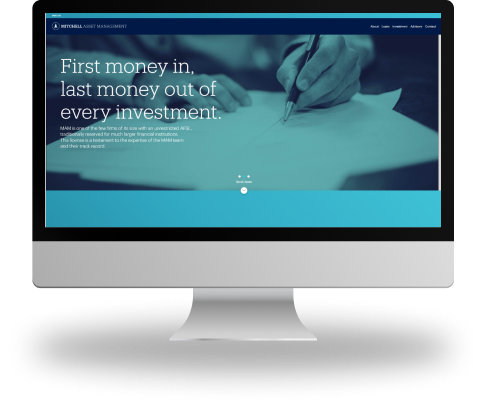 MITCHELL ASSET MANAGEMENT
About Loans Investment Advisory Contact
First money in,
last money out of
every investment.
MAM is one of the few firms of its size with an unrestricted AFSL,
traditionally reserved for much larger financial institutions.
This license is a testament to the expertise of the MAM team
and their track record.